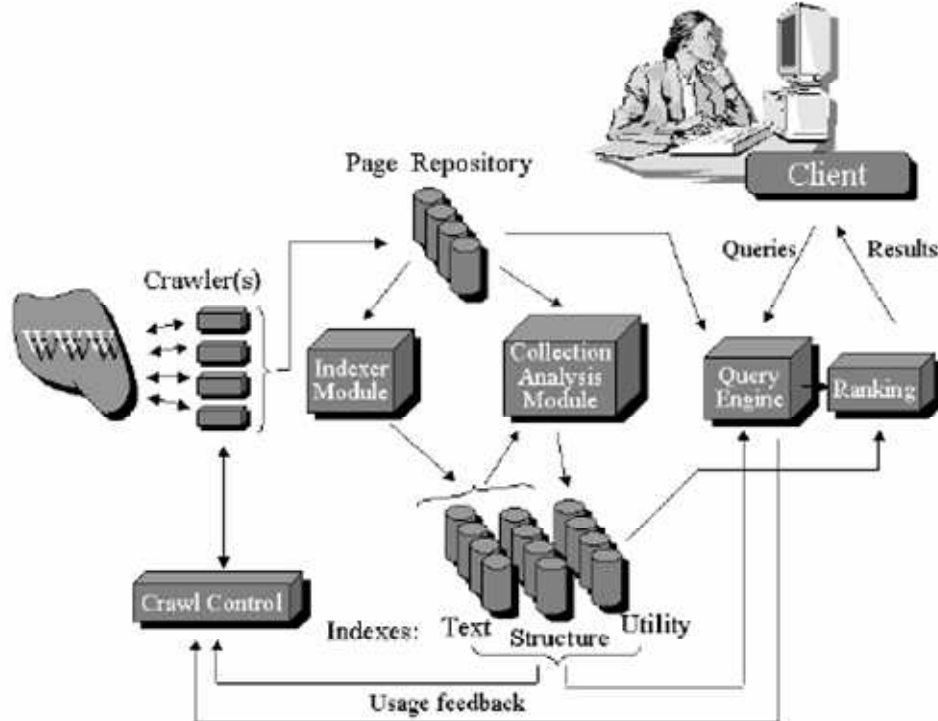 Client
Page Repository
Queries
Results
Crawler(s)
WWW
Indexer
Module
Collection
Analysis
Module
Query
Engine
Ranking
Crawl Control
Indexes:
Text
Structure
Utility
Usage feedback